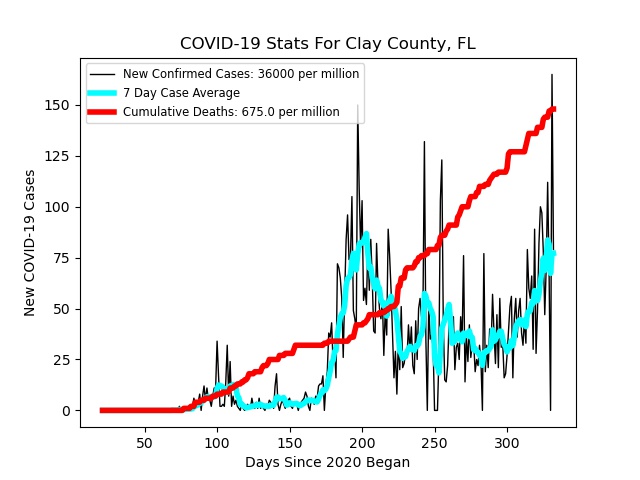 COVID-19 Stats For Clay County, FL
New Confirmed Cases: 36000 per million
7 Day Case Average
Cumulative Deaths: 675.0 per million
New COVID-19 Cases
150
125
100
75
50
25
0
50 100 150 200 250 300
Days Since 2020 Began